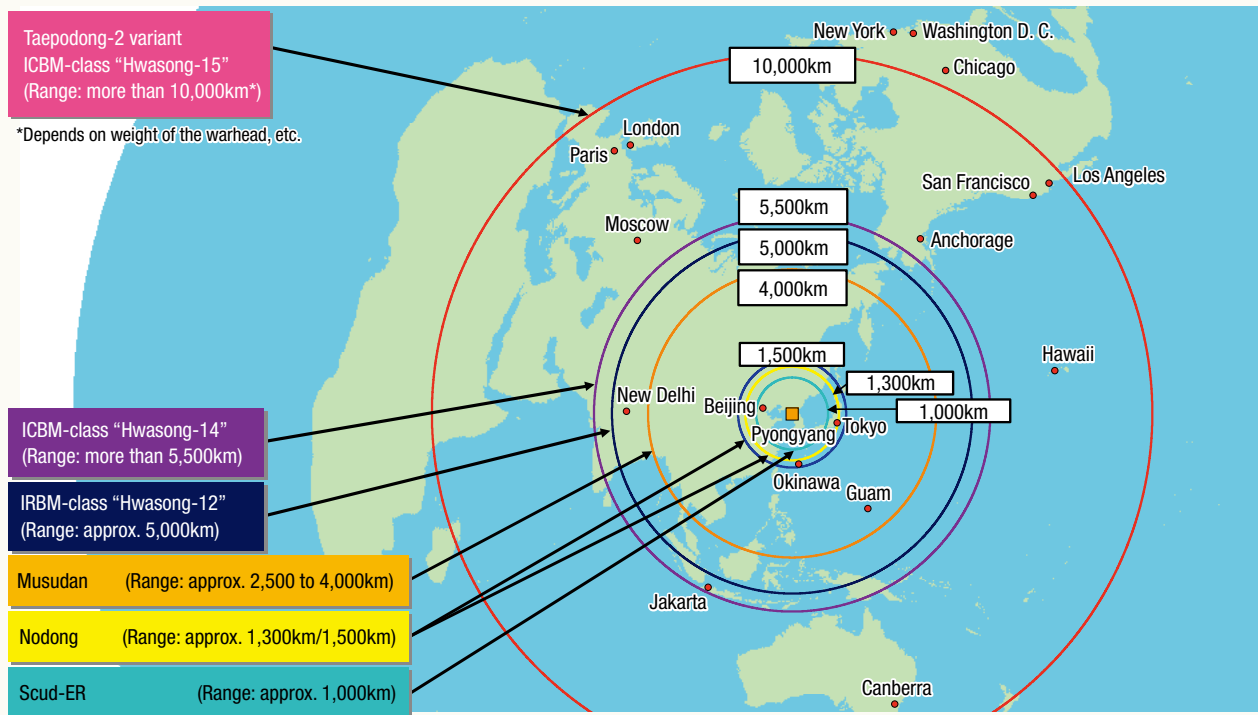 Taepodong-2 variant
ICBM-class “Hwasong-15”
(Range: more than 10,000km*)
*Depends on weight of the warhead, etc.
New York
Washington D. C.
10,000km
Chicago
London
Paris
Los Angeles
San Francisco
5,500km
Moscow
Anchorage
5,000km
4,000km
1,500km
Hawaii
1,300km
New Delhi
Beijing
1,000km
Pyongyang
Tokyo
ICBM-class “Hwasong-14”
(Range: more than 5,500km)
Okinawa
Guam
IRBM-class “Hwasong-12”
(Range: approx. 5,000km)
Musudan (Range: approx. 2,500 to 4,000km)
Jakarta
Nodong (Range: approx. 1,300km/1,500km)
Scud-ER (Range: approx. 1,000km)
Canberra